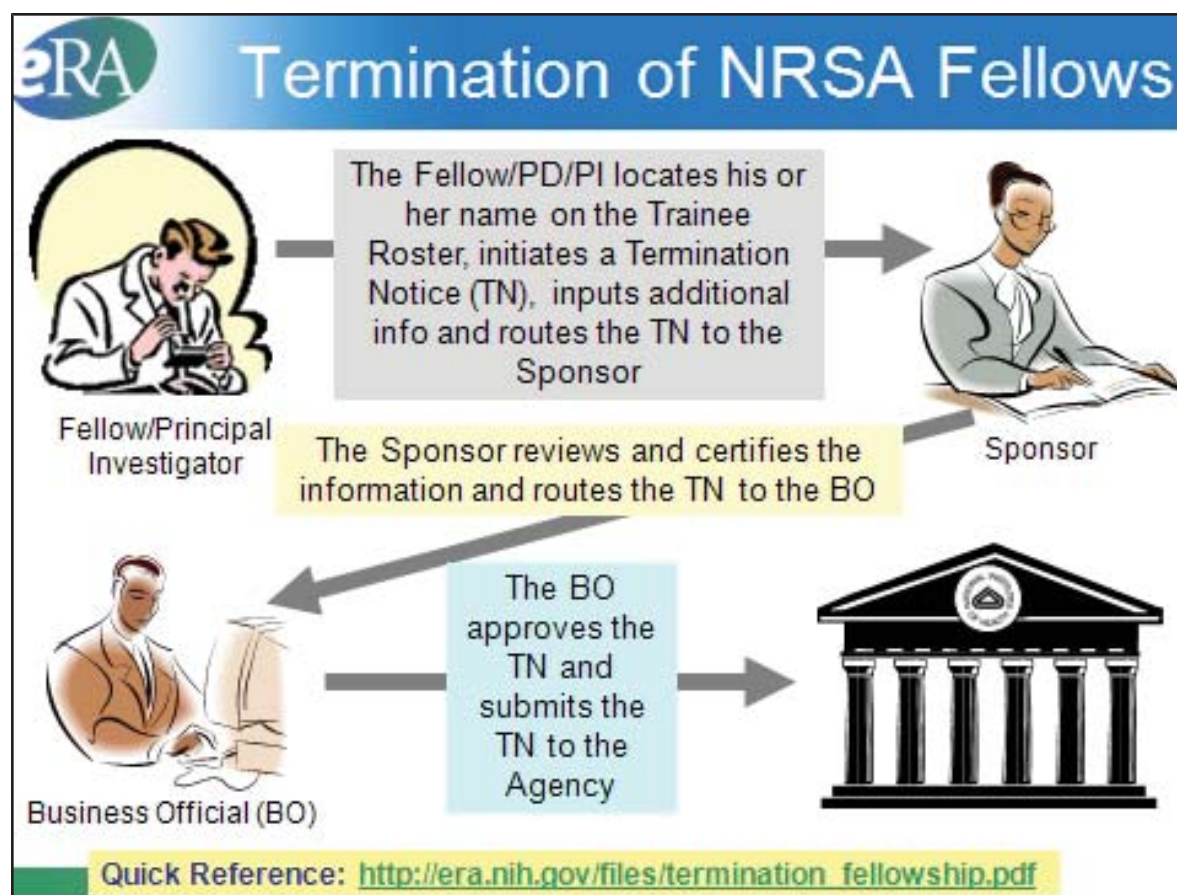 eRA
Termination of NRSA Fellows
The Fellow/PD/PI locates his or
her name on the Trainee
Roster, initiates a Termination
Notice (TN), inputs additional
info and routes the TN to the
Sponsor
Fellow/Principal
Investigator
Sponsor
The Sponsor reviews and certifies the
information and routes the TN to the BO
The BO
approves the
TN and
submits the
TN to the
Agency
Business Official (BO)
Quick Reference: http://era.nih.gov/files/termination_fellowship.pdf